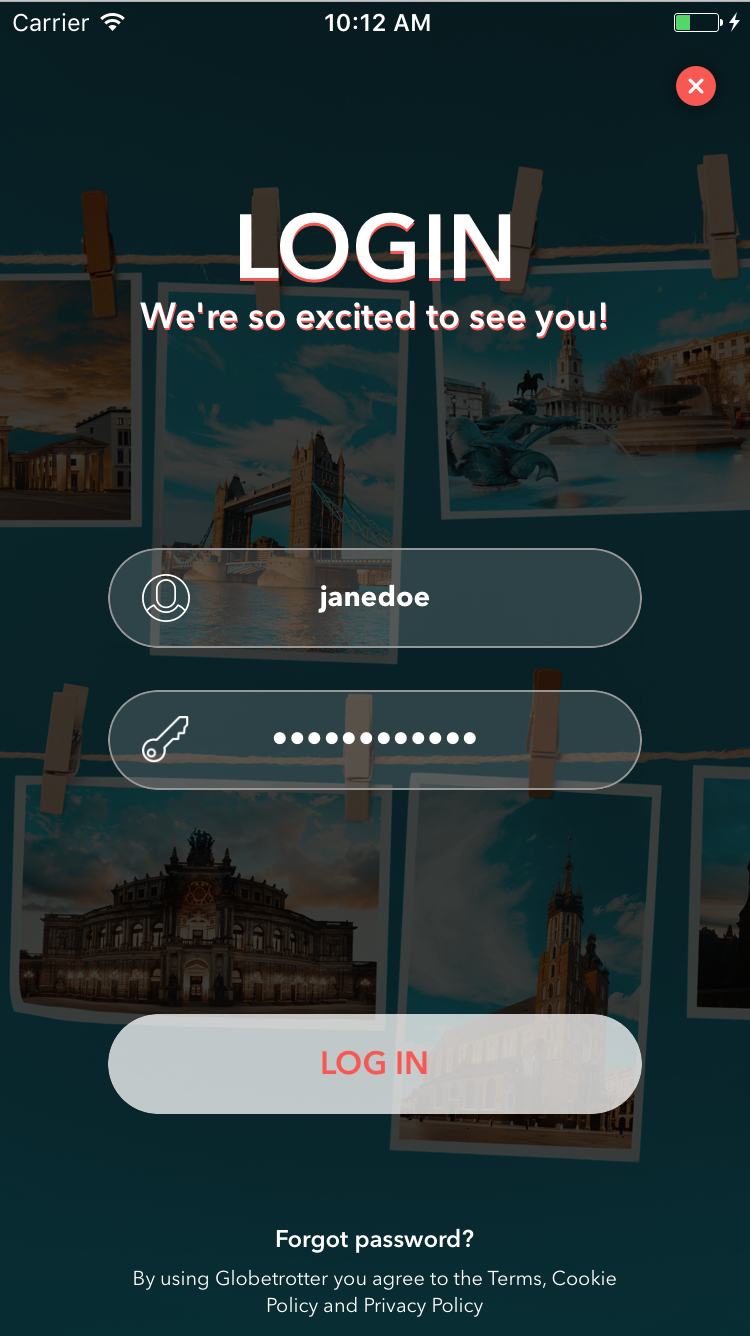 Carrier 10:12 AM
LOGIN
We're so excited to see you!
janedoe
••••••••••••
LOG IN
Forgot password?
By using Globetrotter you agree to the Terms, Cookie
Policy and Privacy Policy